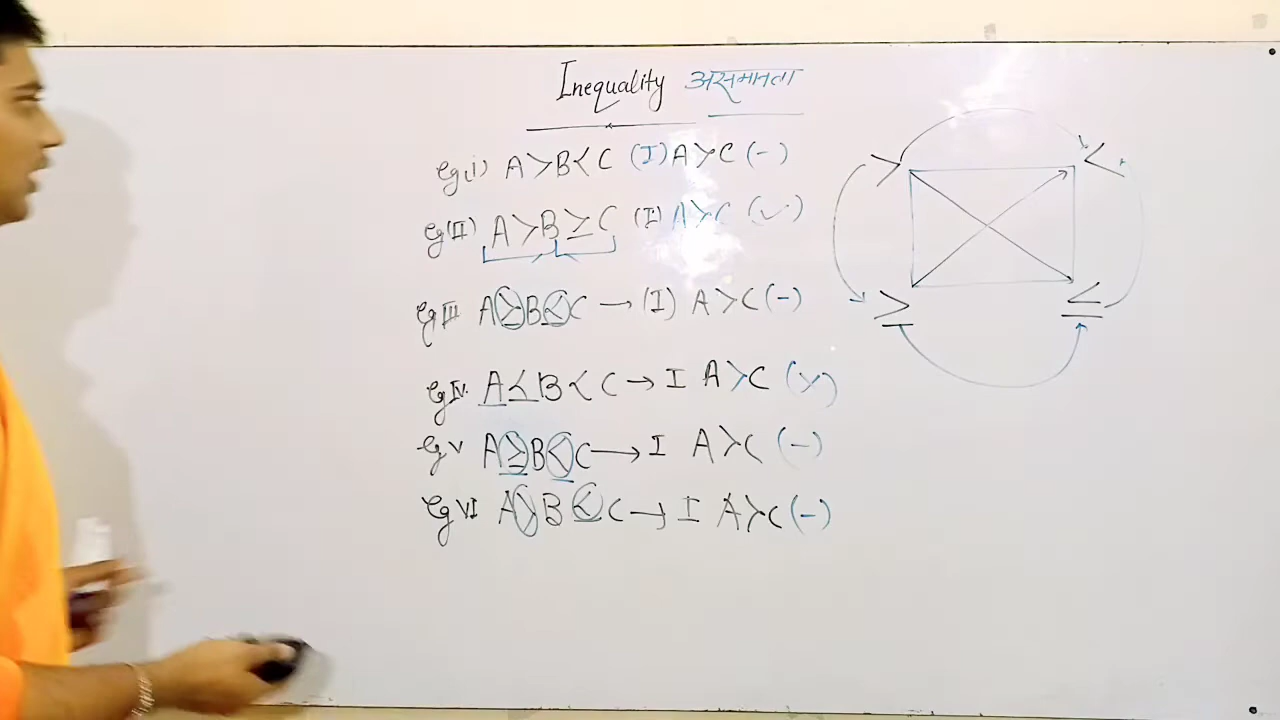 Inequality असमानता
Eg(i) A>B<C (I) A>C (-)
Eg(II) A>B≥C (I) A>C (✓)
Eg III A≥B≤C → (I) A>C (-)
Eg IV. A≤B<C → I A>C
Eg V A≥B<C → I A>C (-)
Eg VI A>B≤C → I A>C (-)
> <
≥ ≤